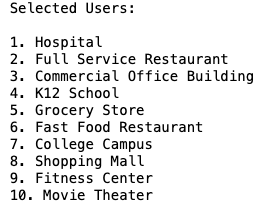 Selected Users:
1. Hospital
2. Full Service Restaurant
3. Commercial Office Building
4. K12 School
5. Grocery Store
6. Fast Food Restaurant
7. College Campus
8. Shopping Mall
9. Fitness Center
10. Movie Theater